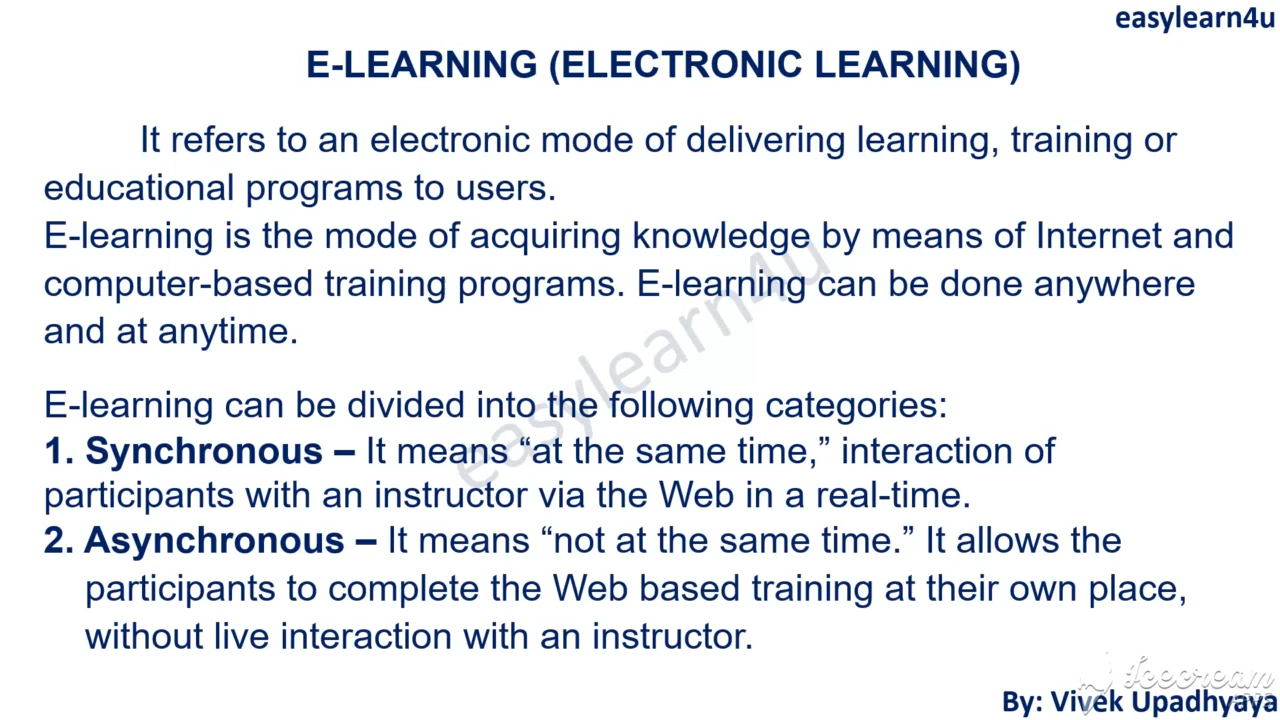 easylearn4u
E-LEARNING (ELECTRONIC LEARNING)
It refers to an electronic mode of delivering learning, training or
educational programs to users.
E-learning is the mode of acquiring knowledge by means of Internet and
computer-based training programs. E-learning can be done anywhere
and at anytime.
easylearn4u
E-learning can be divided into the following categories:
1. Synchronous – It means “at the same time,” interaction of
participants with an instructor via the Web in a real-time.
2. Asynchronous – It means “not at the same time.” It allows the
participants to complete the Web based training at their own place,
without live interaction with an instructor.
Icecream
APPS
By: Vivek Upadhyaya